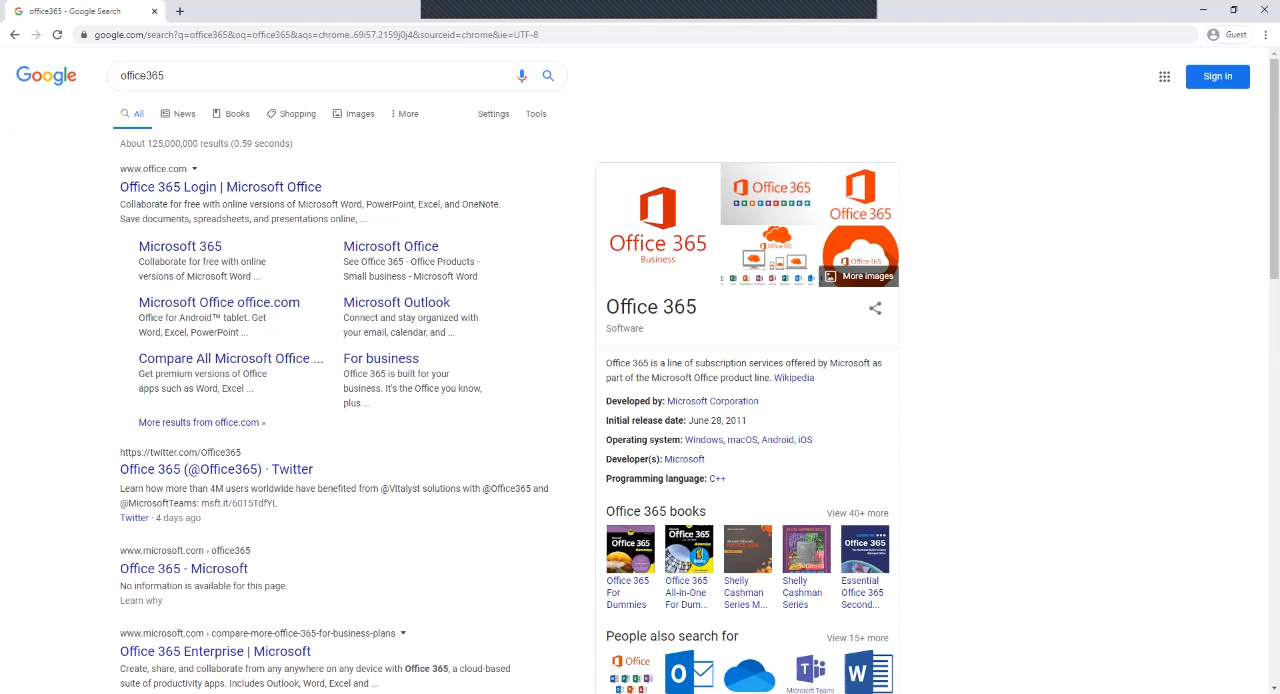 office365 - Google Search
google.com/search?q=office365&oq=office365&aqs=chrome..69i57.2159j0j4&sourceid=chrome&ie=UTF-8
Guest
Google
office365
Sign in
All
News
Books
Shopping
Images
More
Settings
Tools
About 125,000,000 results (0.59 seconds)
www.office.com
Office 365 Login | Microsoft Office
Collaborate for free with online versions of Microsoft Word, PowerPoint, Excel, and OneNote.
Save documents, spreadsheets, and presentations online, ...
Microsoft 365
Collaborate for free with online
versions of Microsoft Word ...
Microsoft Office
See Office 365 · Office Products ·
Small business - Microsoft Word
Microsoft Office office.com
Office for Android™ tablet. Get
Word, Excel, PowerPoint ...
Microsoft Outlook
Connect and stay organized with
your email, calendar, and ...
Compare All Microsoft Office ...
Get premium versions of Office
apps such as Word, Excel ...
For business
Office 365 is built for your
business. It's the Office you know,
plus ...
More results from office.com »
https://twitter.com/Office365
Office 365 (@Office365) · Twitter
Learn how more than 4M users worldwide have benefited from @Vitalyst solutions with @Office365 and
@MicrosoftTeams: msft.it/6015TdfYL
Twitter · 4 days ago
www.microsoft.com › office365
Office 365 - Microsoft
No information is available for this page.
Learn why
www.microsoft.com › compare-more-office-365-for-business-plans
Office 365 Enterprise | Microsoft
Create, share, and collaborate from any where on any device with Office 365, a cloud-based
suite of productivity apps. Includes Outlook, Word, Excel and ...
Office 365
Business
Office 365
Office 365
Office 365
Office 365
More images
Office 365
Software
Office 365 is a line of subscription services offered by Microsoft as
part of the Microsoft Office product line. Wikipedia
Developed by: Microsoft Corporation
Initial release date: June 28, 2011
Operating system: Windows, macOS, Android, iOS
Developer(s): Microsoft
Programming language: C++
Office 365 books
View 40+ more
Office 365
Office 365
Office 365
Office 365
For
Dummies
Office 365
All-in-One
For Dum...
Shelly
Cashman
Series M...
Shelly
Cashman
Series
Essential
Office 365
Second...
People also search for
View 15+ more
Office
Microsoft Teams